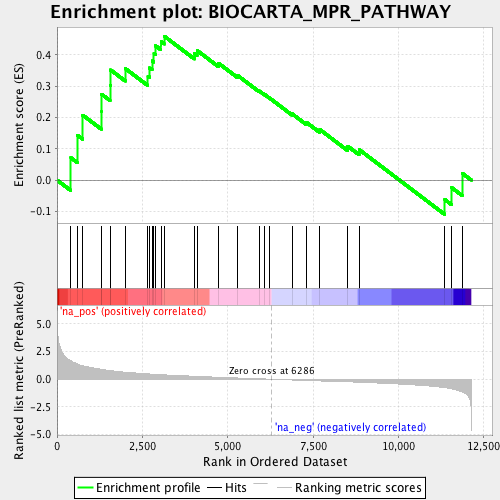 Enrichment plot: BIOCARTA_MPR_PATHWAY
Enrichment score (ES)
0.4
0.3
0.2
0.1
0.0
-0.1
'na_pos' (positively correlated)
Ranked list metric (PreRanked)
5.0
2.5
0.0
-2.5
-5.0
Zero cross at 6286
'na_neg' (negatively correlated)
0
2,500
5,000
7,500
10,000
12,500
Rank in Ordered Dataset
Enrichment profile
Hits
Ranking metric scores